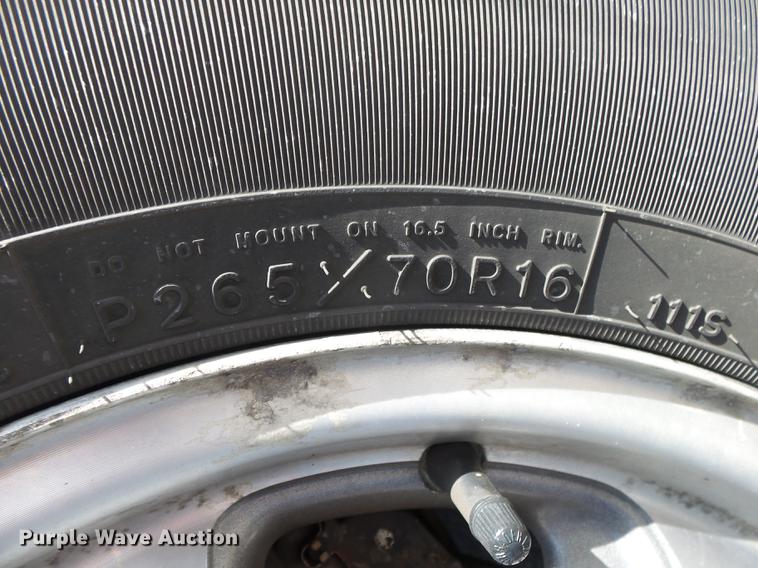 DO NOT MOUNT ON 16.5 INCH RIM.
P265/70R16
111S
Purple Wave Auction